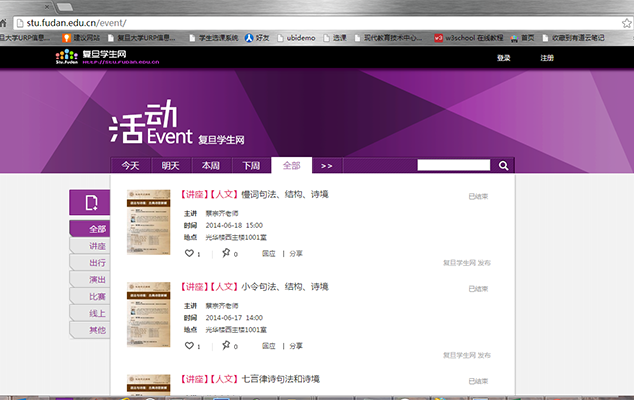 stu.fudan.edu.cn/event/
旦大学URP信息... 建设网站 复旦大学URP信息... 学生选课系统 好友 ubidemo 选课 现代教育技术中心... w3school 在线教程 首页 收藏到有道云笔记
复旦学生网 登录 注册
Stu.Fudan http://stu.fudan.edu.cn
活动
Event 复旦学生网
今天 明天 本周 下周 全部 >>
全部
讲座
出行
演出
比赛
线上
其他
【讲座】【人文】慢词句法、结构、诗境 已结束
主讲 蔡宗齐老师
时间 2014-06-18 15:00
地点 光华楼西主楼1001室
1 0 回应 | 分享
复旦学生网 发布
【讲座】【人文】小令句法、结构、诗境 已结束
主讲 蔡宗齐老师
时间 2014-06-17 14:00
地点 光华楼西主楼1001室
1 0 回应 | 分享
复旦学生网 发布
【讲座】【人文】七言律诗句法和诗境 已结束